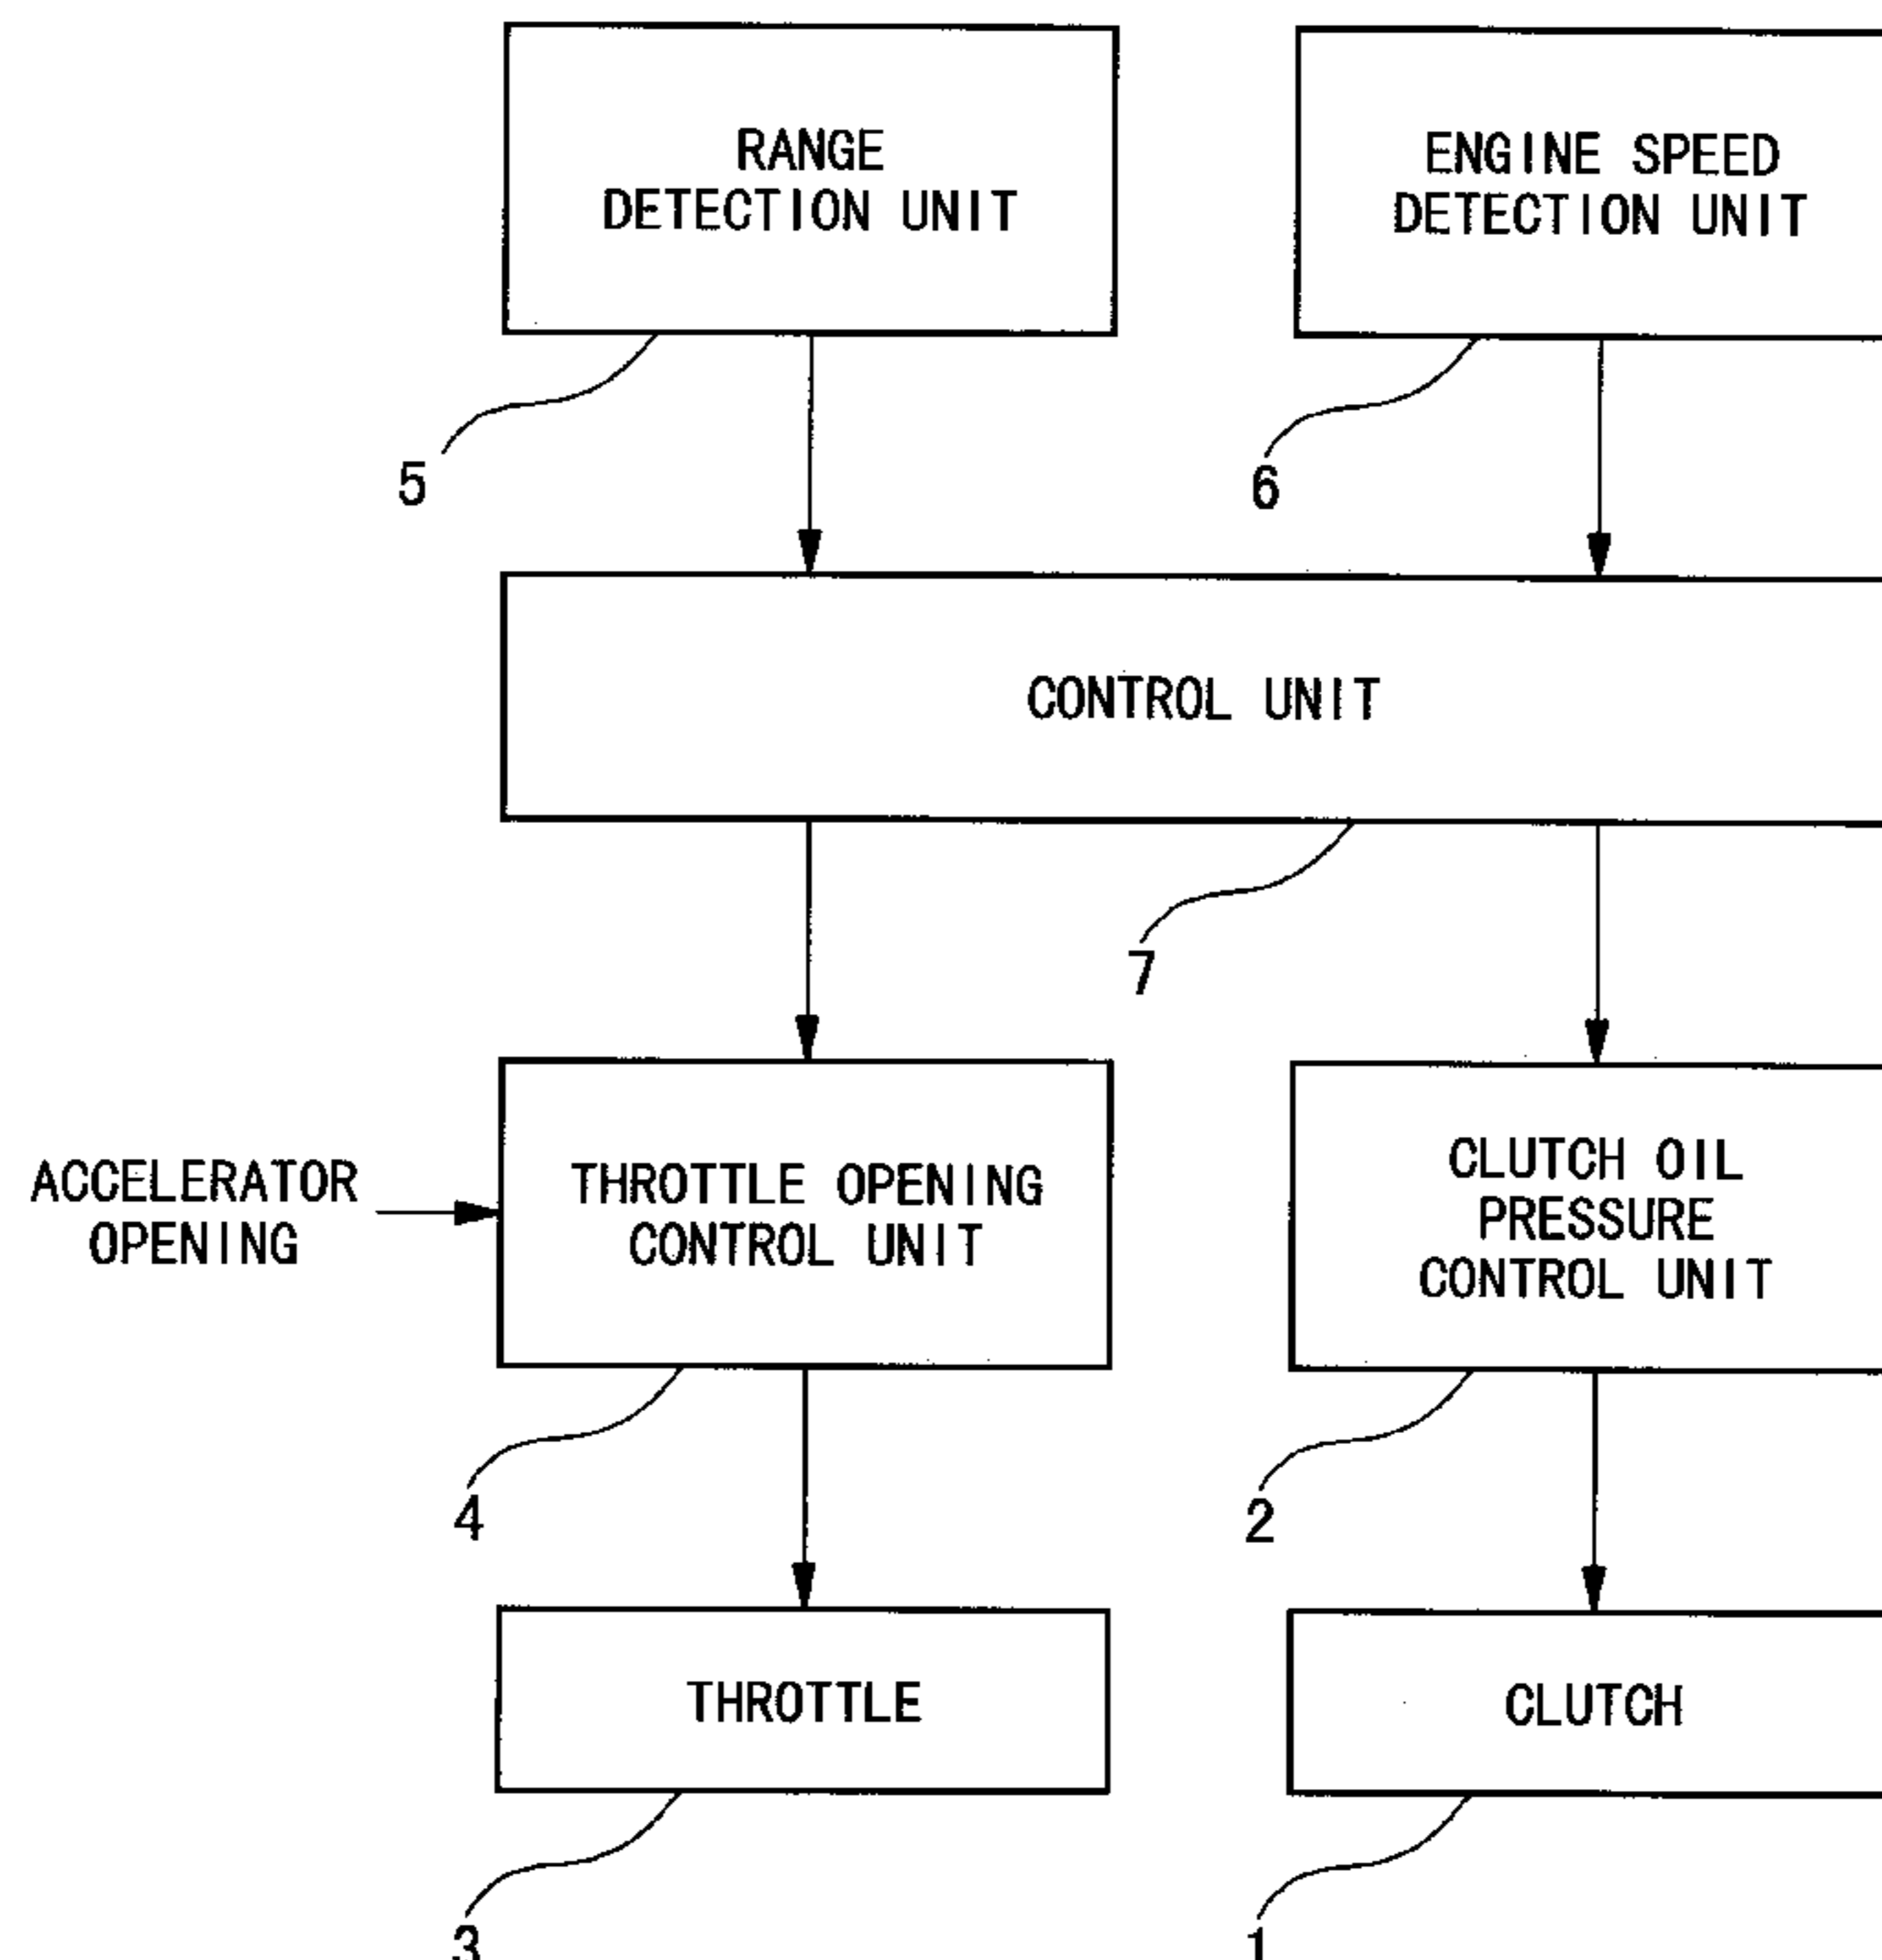 RANGE
DETECTION UNIT
ENGINE SPEED
DETECTION UNIT
5
6
CONTROL UNIT
7
ACCELERATOR
OPENING
THROTTLE OPENING
CONTROL UNIT
CLUTCH OIL
PRESSURE
CONTROL UNIT
4
2
THROTTLE
CLUTCH
3
1